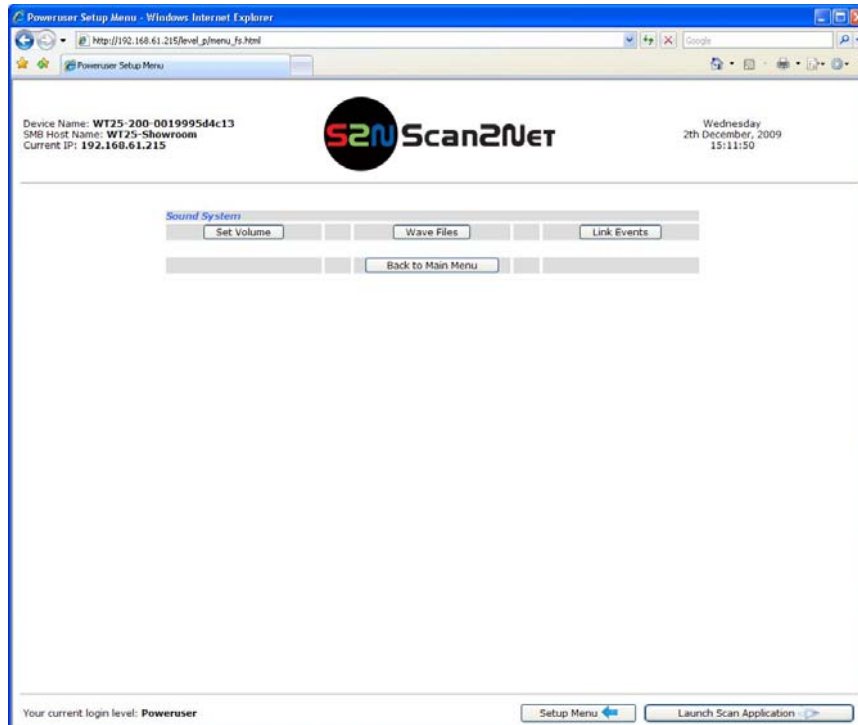 Poweruser Setup Menu - Windows Internet Explorer
http://192.168.61.215/level_p/menu_fs.html
Google
Poweruser Setup Menu
Device Name: WT25-200-0019995d4c13
SMB Host Name: WT25-Showroom
Current IP: 192.168.61.215
S2N Scan2Net
Wednesday
2th December, 2009
15:11:50
Sound System
Set Volume
Wave Files
Link Events
Back to Main Menu
Your current login level: Poweruser
Setup Menu
Launch Scan Application